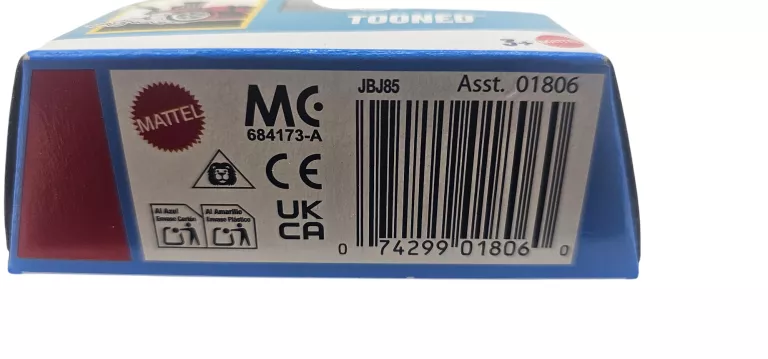 TOONED
3+
MATTEL
MC
684173-A
CE
Al Azul
Envase Cartón
Al Amarillo
Envase Plástico
UK
CA
JBJ85
Asst. 01806
0 74299 01806 0